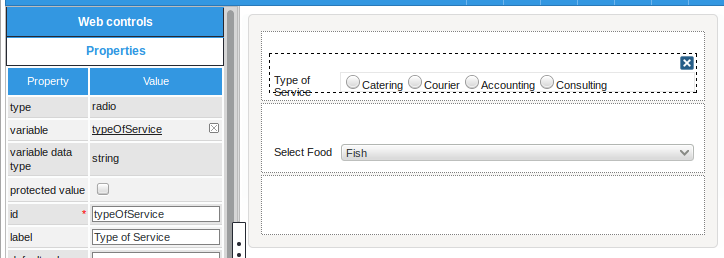 Web controls
Properties
Property Value
type radio
variable typeOfService
variable data type string
protected value
id * typeOfService
label Type of Service
Type of
Service
Catering Courier Accounting Consulting
Select Food Fish